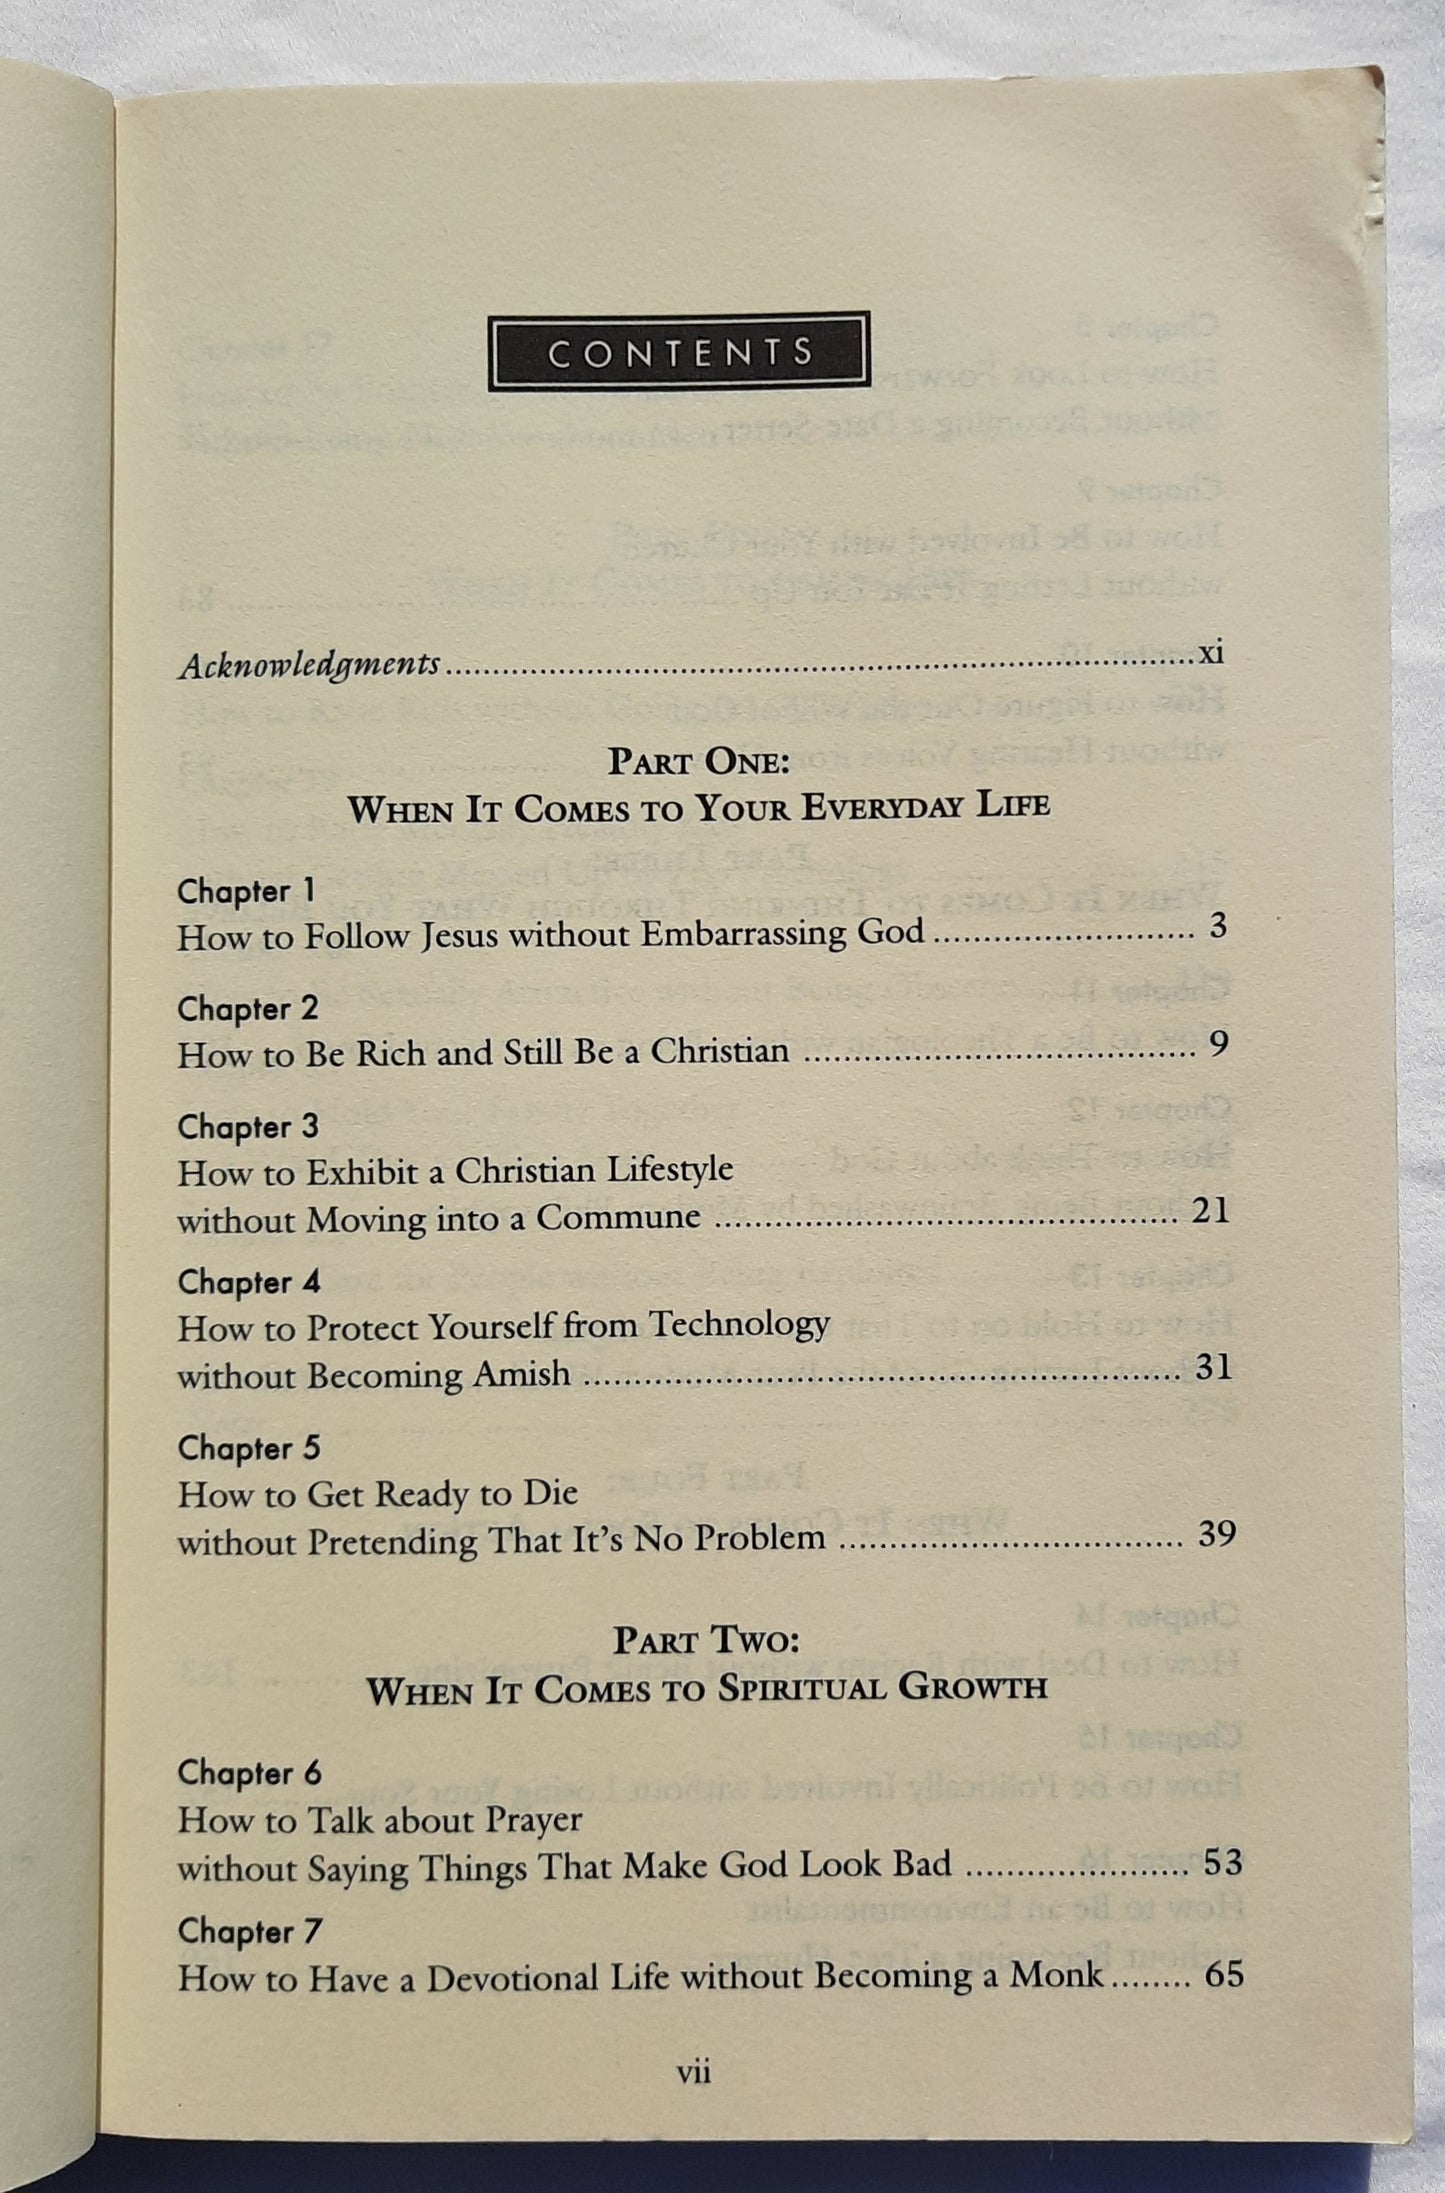 CONTENTS
Acknowledgments........................................................................xi
PART ONE:
WHEN IT COMES TO YOUR EVERYDAY LIFE
Chapter 1
How to Follow Jesus without Embarrassing God.......................... 3
Chapter 2
How to Be Rich and Still Be a Christian ....................................... 9
Chapter 3
How to Exhibit a Christian Lifestyle
without Moving into a Commune .............................................. 21
Chapter 4
How to Protect Yourself from Technology
without Becoming Amish ........................................................... 31
Chapter 5
How to Get Ready to Die
without Pretending That It's No Problem .................................. 39
PART TWO:
WHEN IT COMES TO SPIRITUAL GROWTH
Chapter 6
How to Talk about Prayer
without Saying Things That Make God Look Bad ...................... 53
Chapter 7
How to Have a Devotional Life without Becoming a Monk........ 65
vii